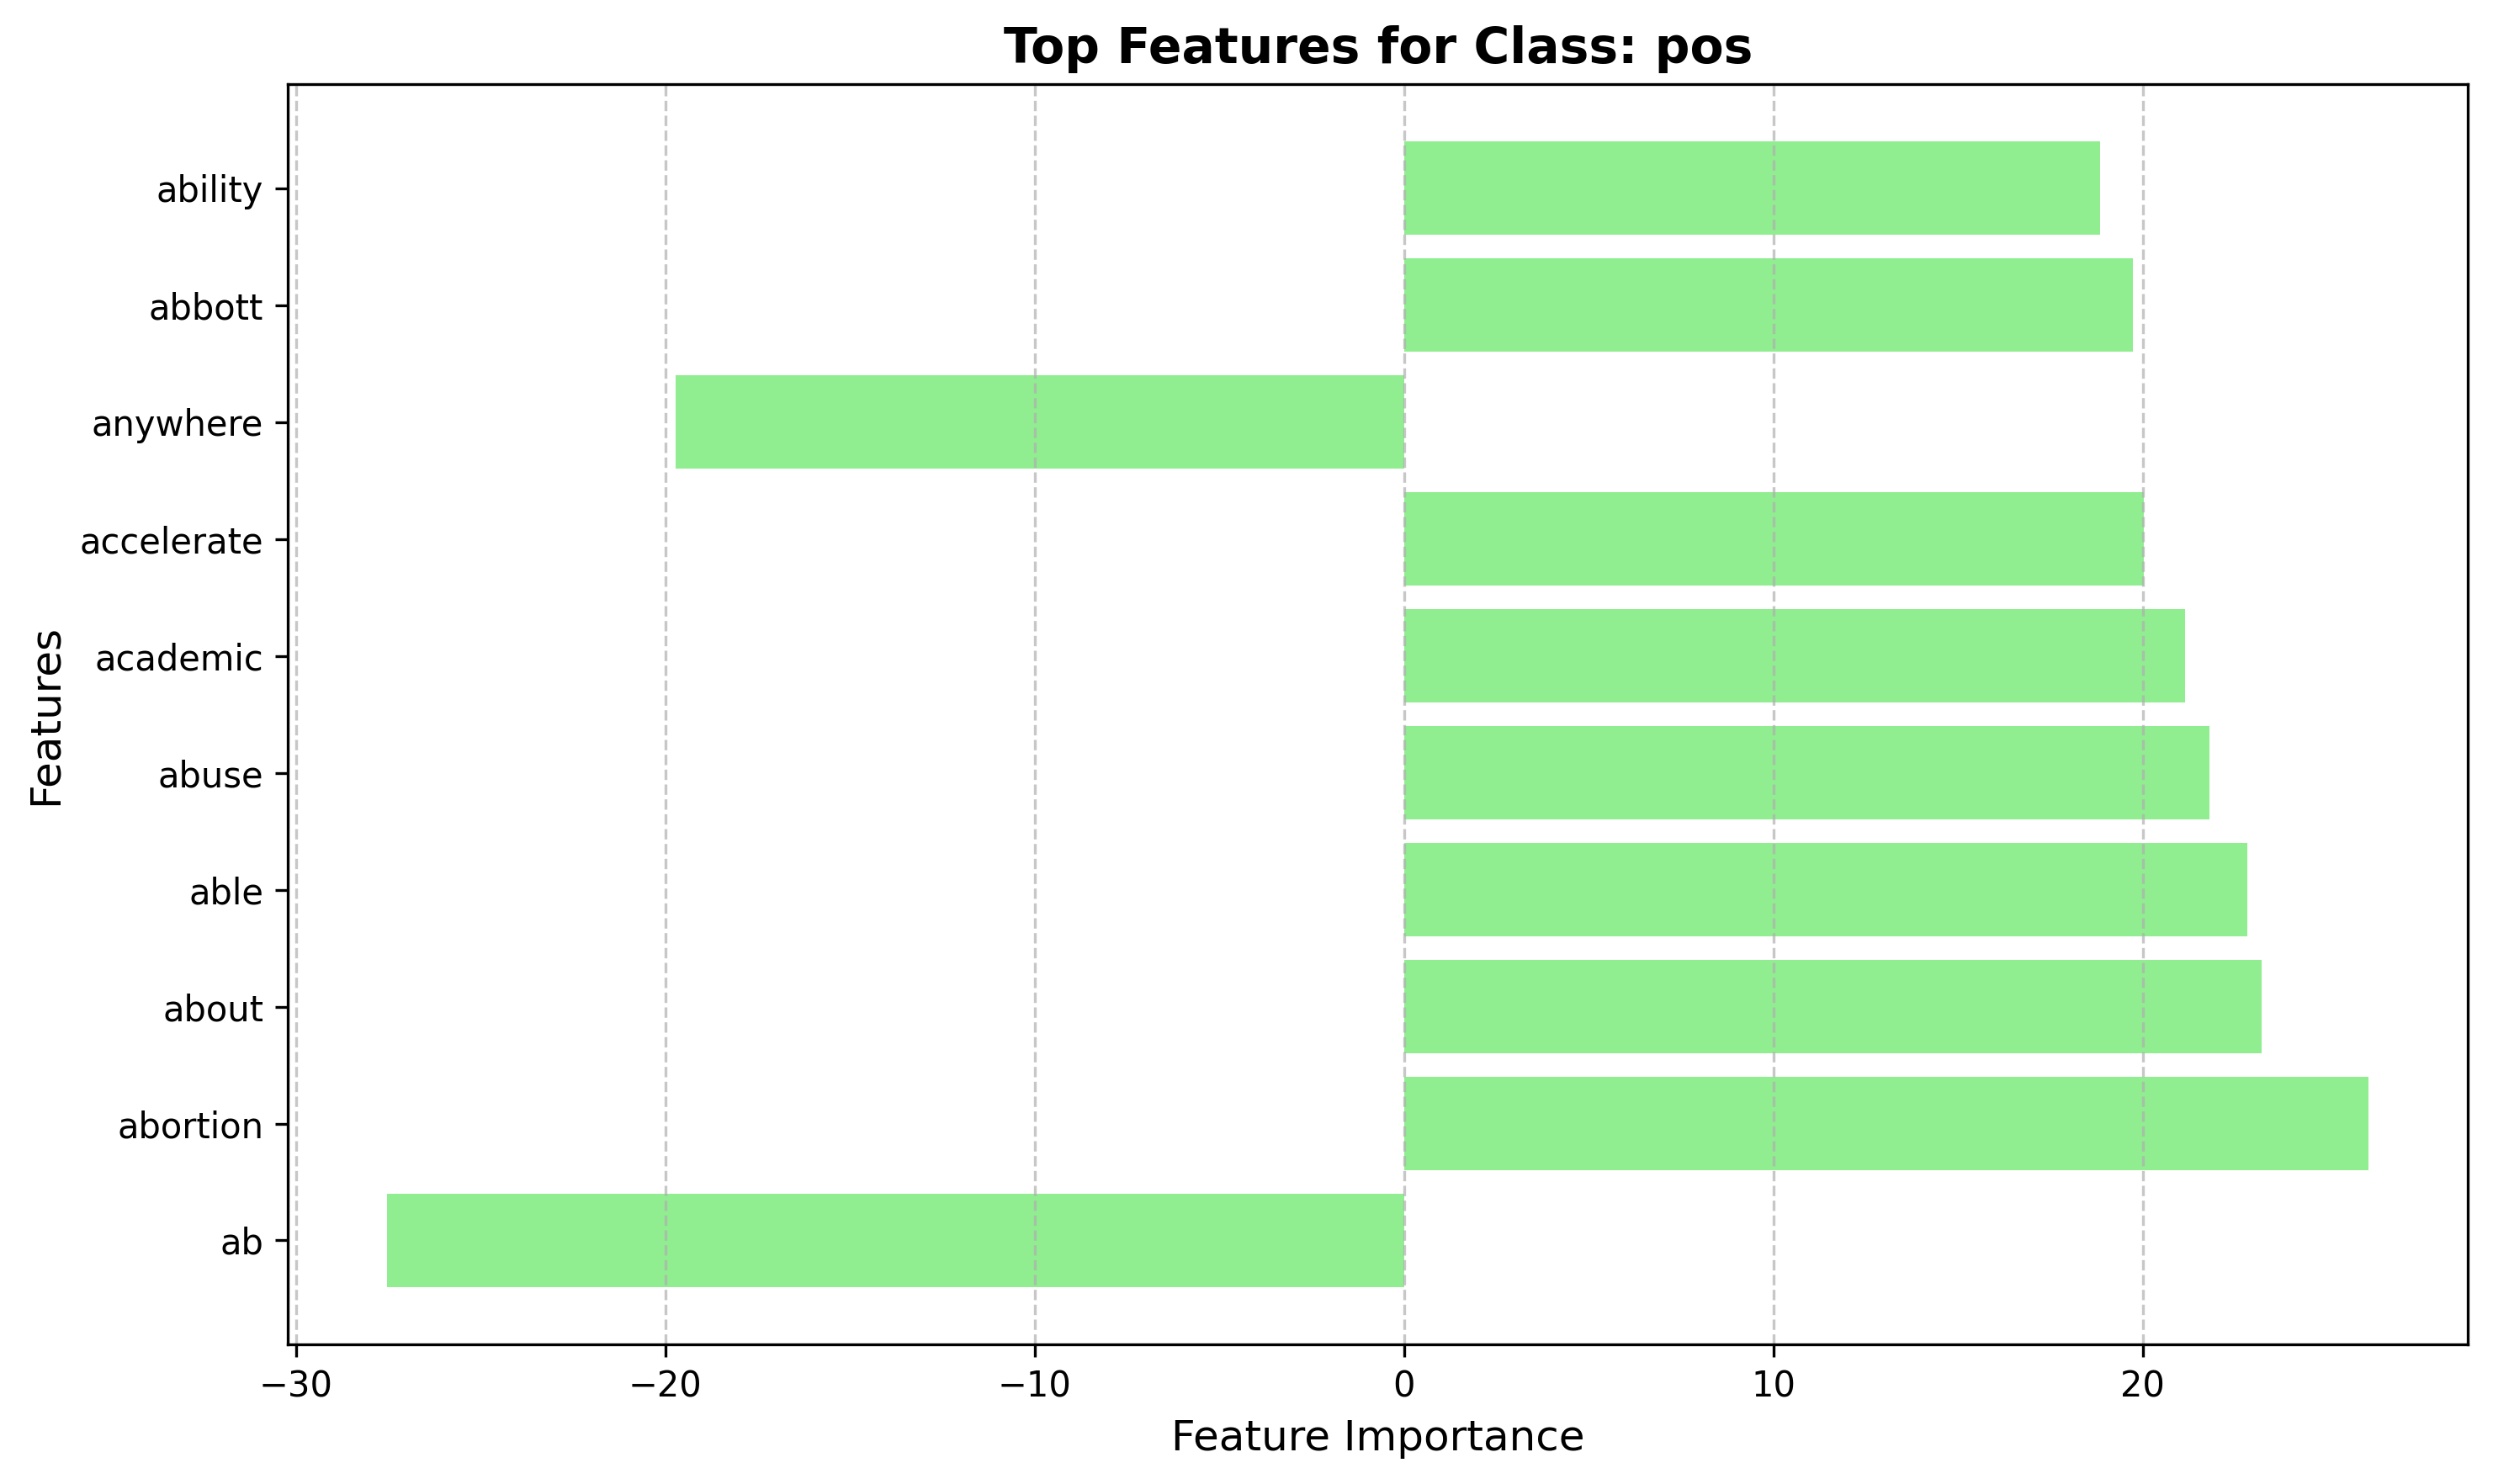 Top Features for Class: pos
Features
ability
abbott
anywhere
accelerate
academic
abuse
able
about
abortion
ab
−30 −20 −10 0 10 20
Feature Importance